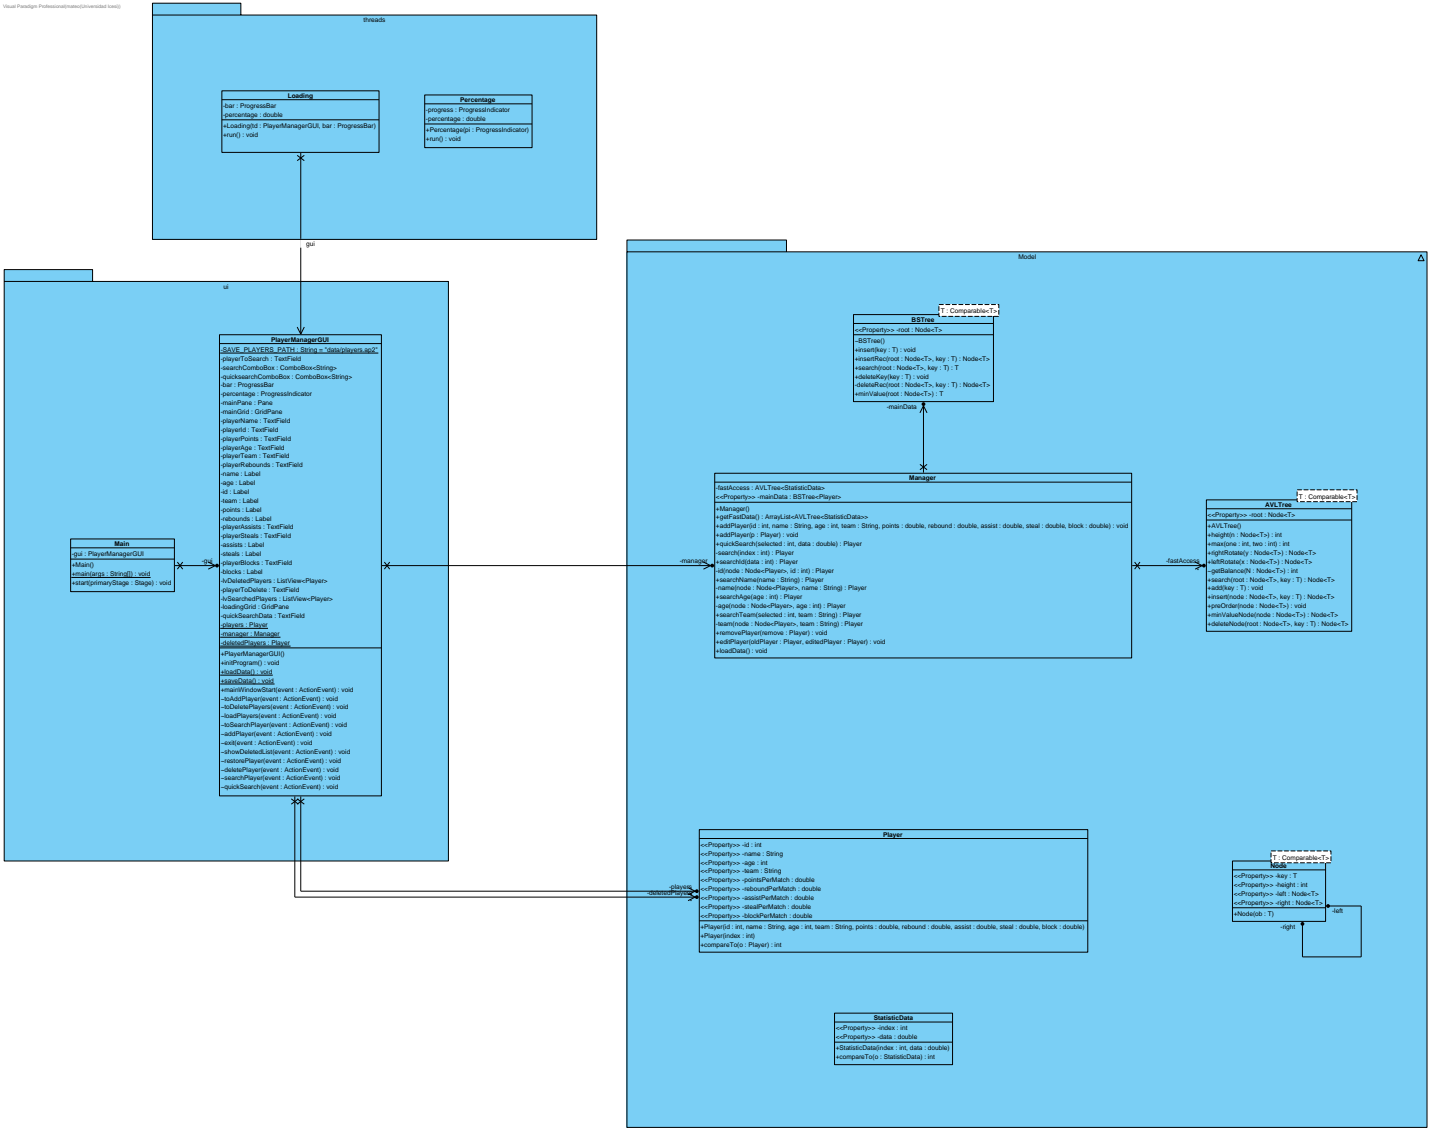 Visual Paradigm Professional(mateo(Universidad Icesi))
threads
Loading
-bar : ProgressBar
-percentage : double
+Loading(td : PlayerManagerGUI, bar : ProgressBar)
+run() : void
Percentage
-progress : ProgressIndicator
-percentage : double
+Percentage(pi : ProgressIndicator)
+run() : void
gui
ui
Main
-gui : PlayerManagerGUI
+Main()
+main(args : String[]) : void
+start(primaryStage : Stage) : void
-gui
PlayerManagerGUI
-SAVE_PLAYERS_PATH : String = "data/players.ap2"
-playerToSearch : TextField
-searchComboBox : ComboBox<String>
-quicksearchComboBox : ComboBox<String>
-bar : ProgressBar
-percentage : ProgressIndicator
-mainPane : Pane
-mainGrid : GridPane
-playerName : TextField
-playerId : TextField
-playerPoints : TextField
-playerAge : TextField
-playerTeam : TextField
-playerRebounds : TextField
-name : Label
-age : Label
-id : Label
-team : Label
-points : Label
-rebounds : Label
-playerAssists : TextField
-playerSteals : TextField
-assists : Label
-steals : Label
-playerBlocks : TextField
-blocks : Label
-lvDeletedPlayers : ListView<Player>
-playerToDelete : TextField
-lvSearchedPlayers : ListView<Player>
-loadingGrid : GridPane
-quickSearchData : TextField
-players : Player
-manager : Manager
-deletedPlayers : Player
+PlayerManagerGUI()
+initProgram() : void
+loadData() : void
+saveData() : void
+mainWindowStart(event : ActionEvent) : void
~toAddPlayer(event : ActionEvent) : void
~toDeletePlayers(event : ActionEvent) : void
~loadPlayers(event : ActionEvent) : void
~toSearchPlayer(event : ActionEvent) : void
~addPlayer(event : ActionEvent) : void
~exit(event : ActionEvent) : void
~showDeletedList(event : ActionEvent) : void
~restorePlayer(event : ActionEvent) : void
~deletePlayer(event : ActionEvent) : void
~searchPlayer(event : ActionEvent) : void
~quickSearch(event : ActionEvent) : void
-manager
-players
-deletedPlayers
Model
T : Comparable<T>
BSTree
<<Property>> -root : Node<T>
~BSTree()
+insert(key : T) : void
+insertRec(root : Node<T>, key : T) : Node<T>
+search(root : Node<T>, key : T) : T
+deleteKey(key : T) : void
-deleteRec(root : Node<T>, key : T) : Node<T>
+minValue(root : Node<T>) : T
-mainData
Manager
-fastAccess : AVLTree<StatisticData>
<<Property>> -mainData : BSTree<Player>
+Manager()
+getFastData() : ArrayList<AVLTree<StatisticData>>
+addPlayer(id : int, name : String, age : int, team : String, points : double, rebound : double, assist : double, steal : double, block : double) : void
+addPlayer(p : Player) : void
+quickSearch(selected : int, data : double) : Player
-search(index : int) : Player
+searchId(data : int) : Player
-id(node : Node<Player>, id : int) : Player
+searchName(name : String) : Player
-name(node : Node<Player>, name : String) : Player
+searchAge(age : int) : Player
-age(node : Node<Player>, age : int) : Player
+searchTeam(selected : int, team : String) : Player
-team(node : Node<Player>, team : String) : Player
+removePlayer(remove : Player) : void
+editPlayer(oldPlayer : Player, editedPlayer : Player) : void
+loadData() : void
-fastAccess
T : Comparable<T>
AVLTree
<<Property>> -root : Node<T>
+AVLTree()
+height(n : Node<T>) : int
+max(one : int, two : int) : int
+rightRotate(y : Node<T>) : Node<T>
+leftRotate(x : Node<T>) : Node<T>
~getBalance(N : Node<T>) : int
+search(root : Node<T>, key : T) : Node<T>
+add(key : T) : void
+insert(node : Node<T>, key : T) : Node<T>
+preOrder(node : Node<T>) : void
+minValueNode(node : Node<T>) : Node<T>
+deleteNode(root : Node<T>, key : T) : Node<T>
Player
<<Property>> -id : int
<<Property>> -name : String
<<Property>> -age : int
<<Property>> -team : String
<<Property>> -pointsPerMatch : double
<<Property>> -reboundPerMatch : double
<<Property>> -assistPerMatch : double
<<Property>> -stealPerMatch : double
<<Property>> -blockPerMatch : double
+Player(id : int, name : String, age : int, team : String, points : double, rebound : double, assist : double, steal : double, block : double)
+Player(index : int)
+compareTo(o : Player) : int
T : Comparable<T>
Node
<<Property>> -key : T
<<Property>> -height : int
<<Property>> -left : Node<T>
<<Property>> -right : Node<T>
+Node(ob : T)
-left
-right
StatisticData
<<Property>> -index : int
<<Property>> -data : double
+StatisticData(index : int, data : double)
+compareTo(o : StatisticData) : int